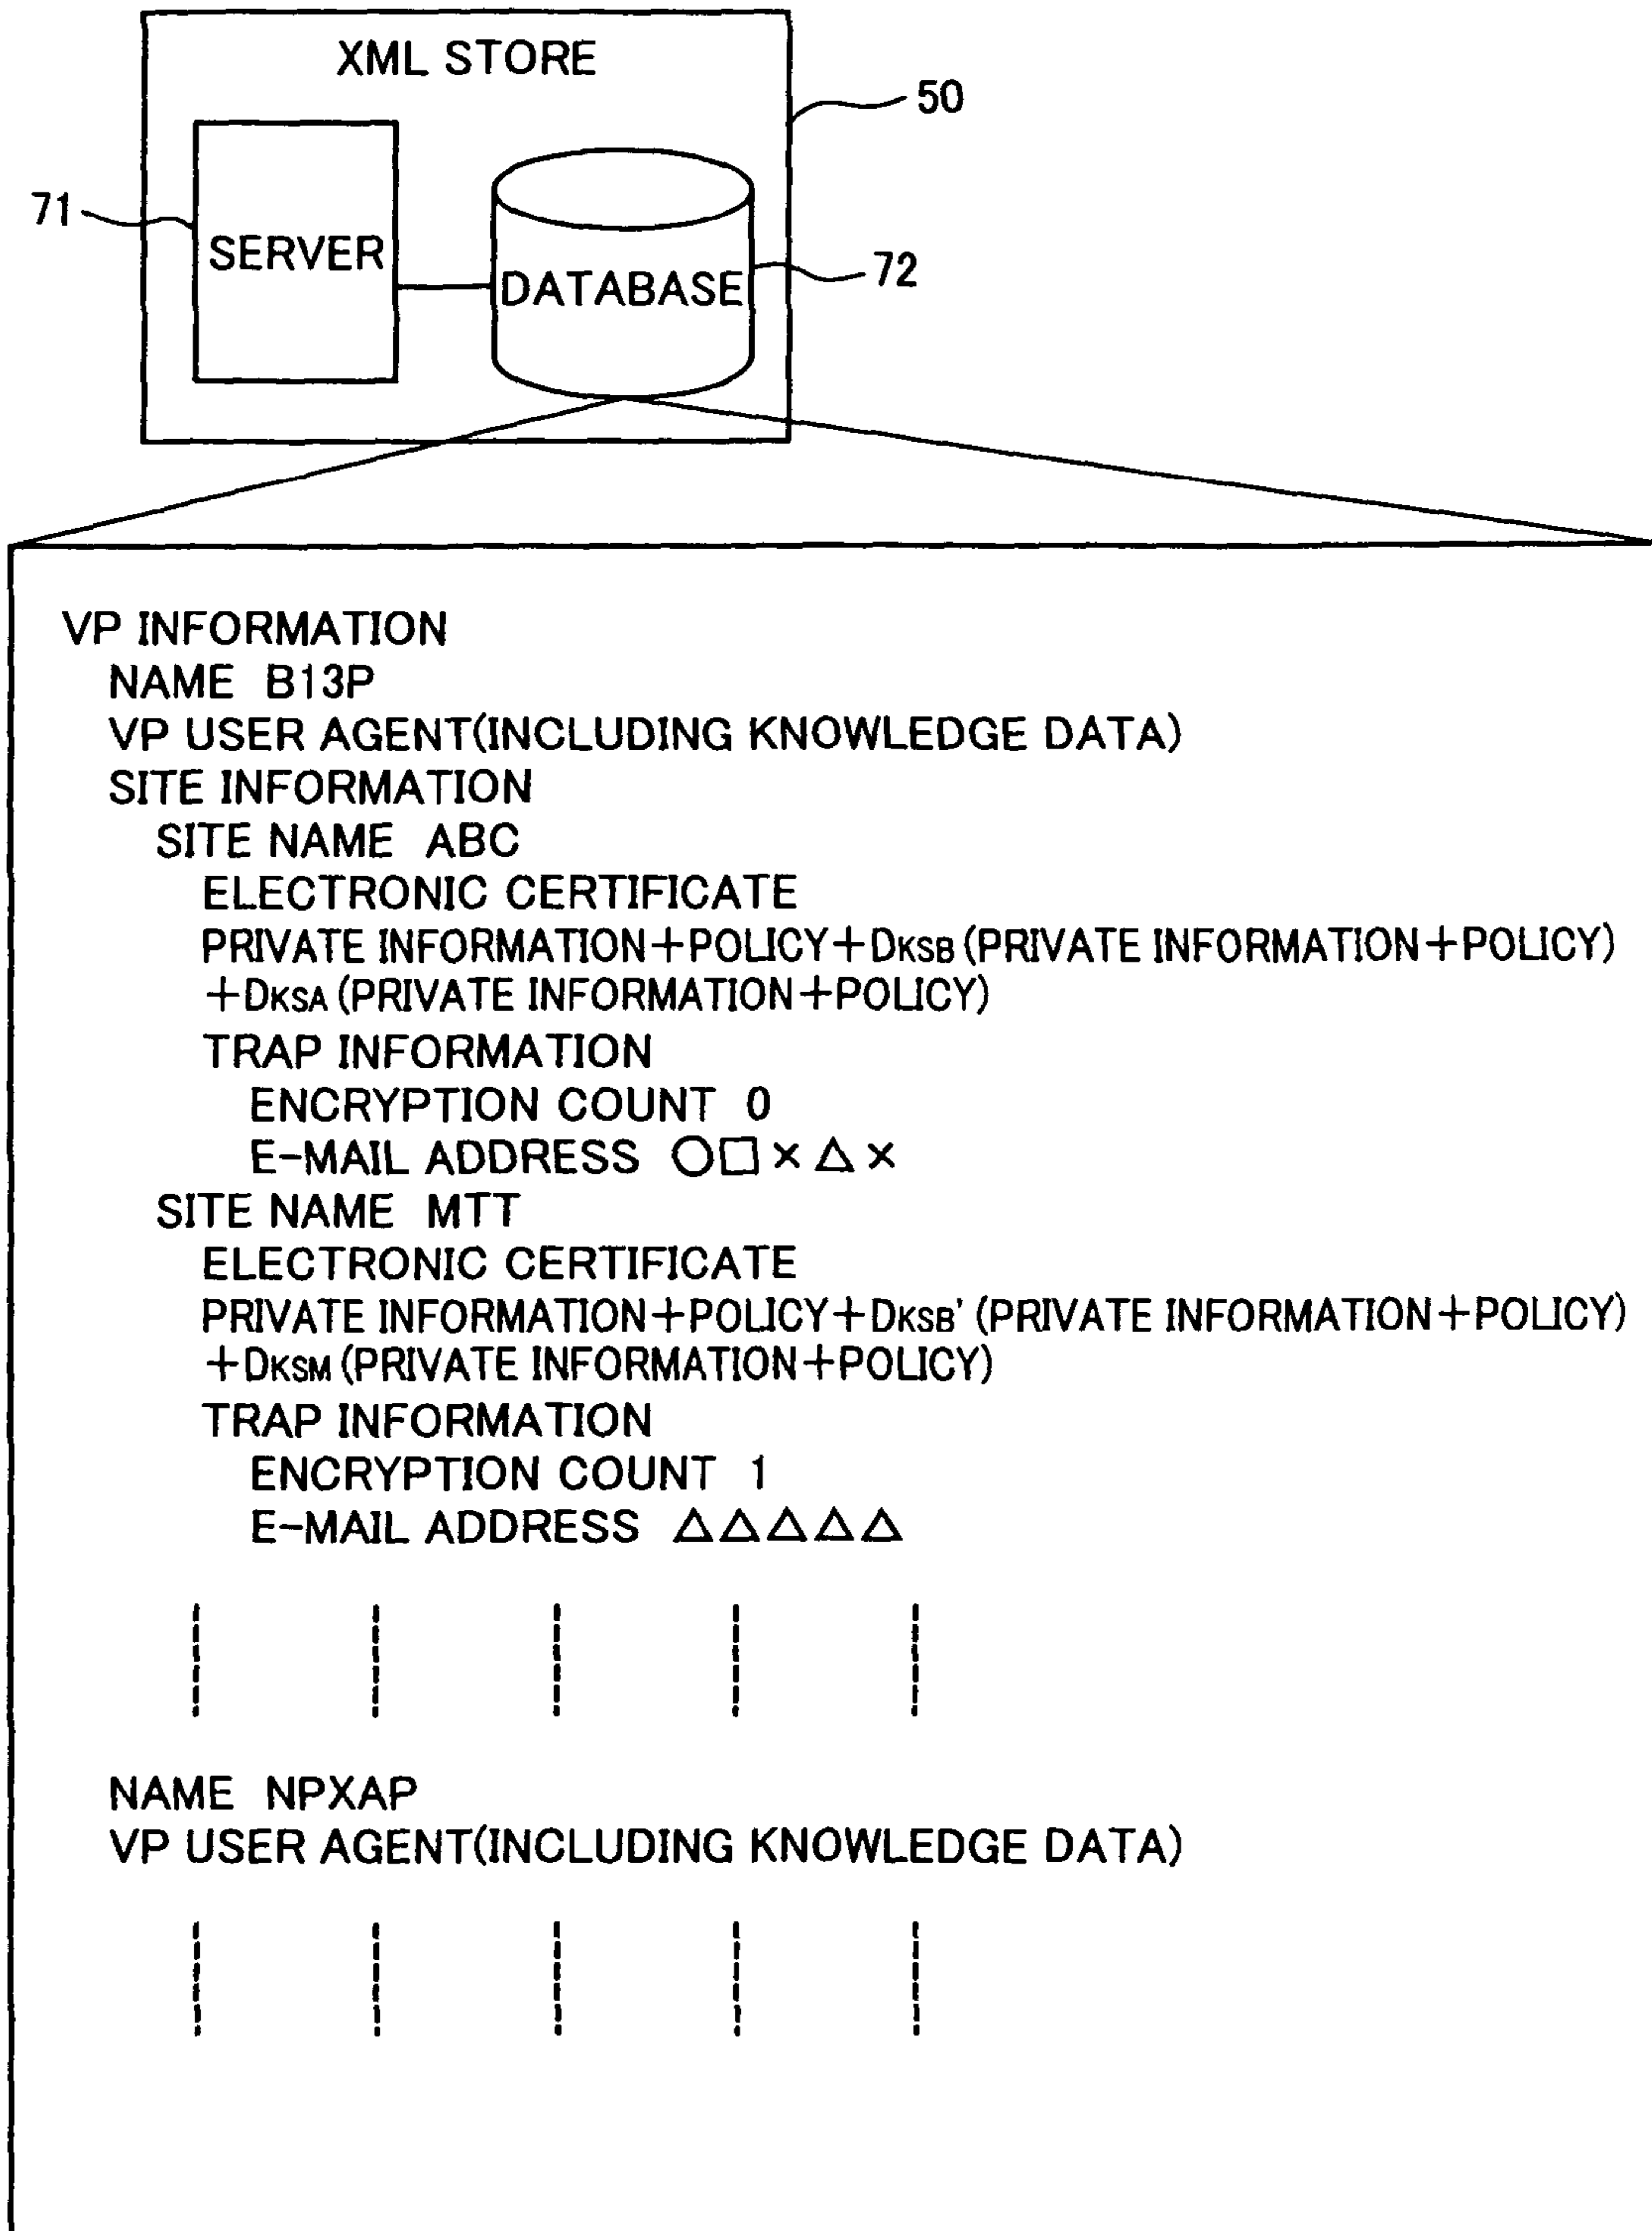 XML STORE
50
71
SERVER
DATABASE
72
VP INFORMATION
NAME B13P
VP USER AGENT(INCLUDING KNOWLEDGE DATA)
SITE INFORMATION
SITE NAME ABC
ELECTRONIC CERTIFICATE
PRIVATE INFORMATION+POLICY+DKSB (PRIVATE INFORMATION+POLICY)
+DKSA (PRIVATE INFORMATION+POLICY)
TRAP INFORMATION
ENCRYPTION COUNT 0
E-MAIL ADDRESS ○□×△×
SITE NAME MTT
ELECTRONIC CERTIFICATE
PRIVATE INFORMATION+POLICY+DKSB' (PRIVATE INFORMATION+POLICY)
+DKSM (PRIVATE INFORMATION+POLICY)
TRAP INFORMATION
ENCRYPTION COUNT 1
E-MAIL ADDRESS △△△△△
NAME NPXAP
VP USER AGENT(INCLUDING KNOWLEDGE DATA)